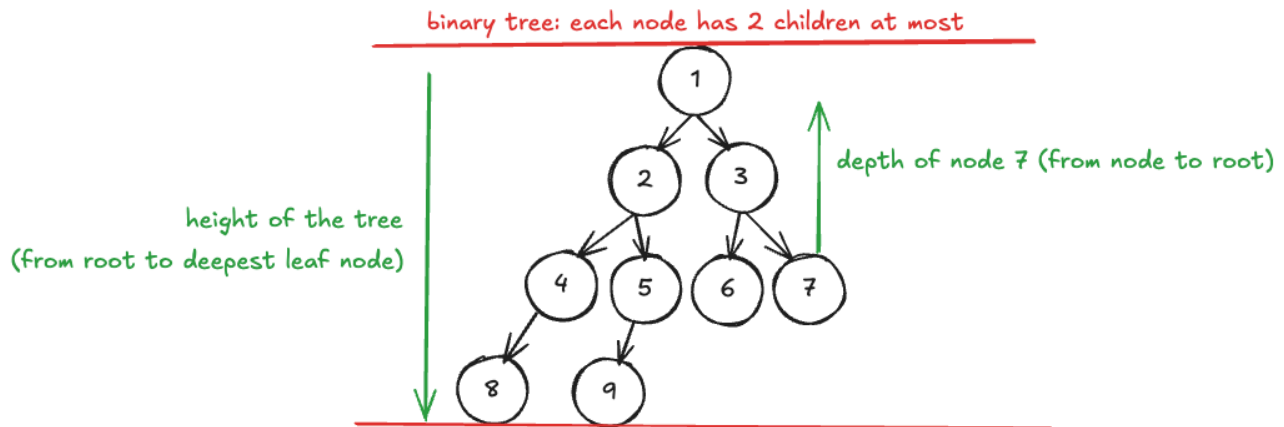 binary tree: each node has 2 children at most
1
2
3
depth of node 7 (from node to root)
height of the tree
(from root to deepest leaf node)
4
5
6
7
8
9